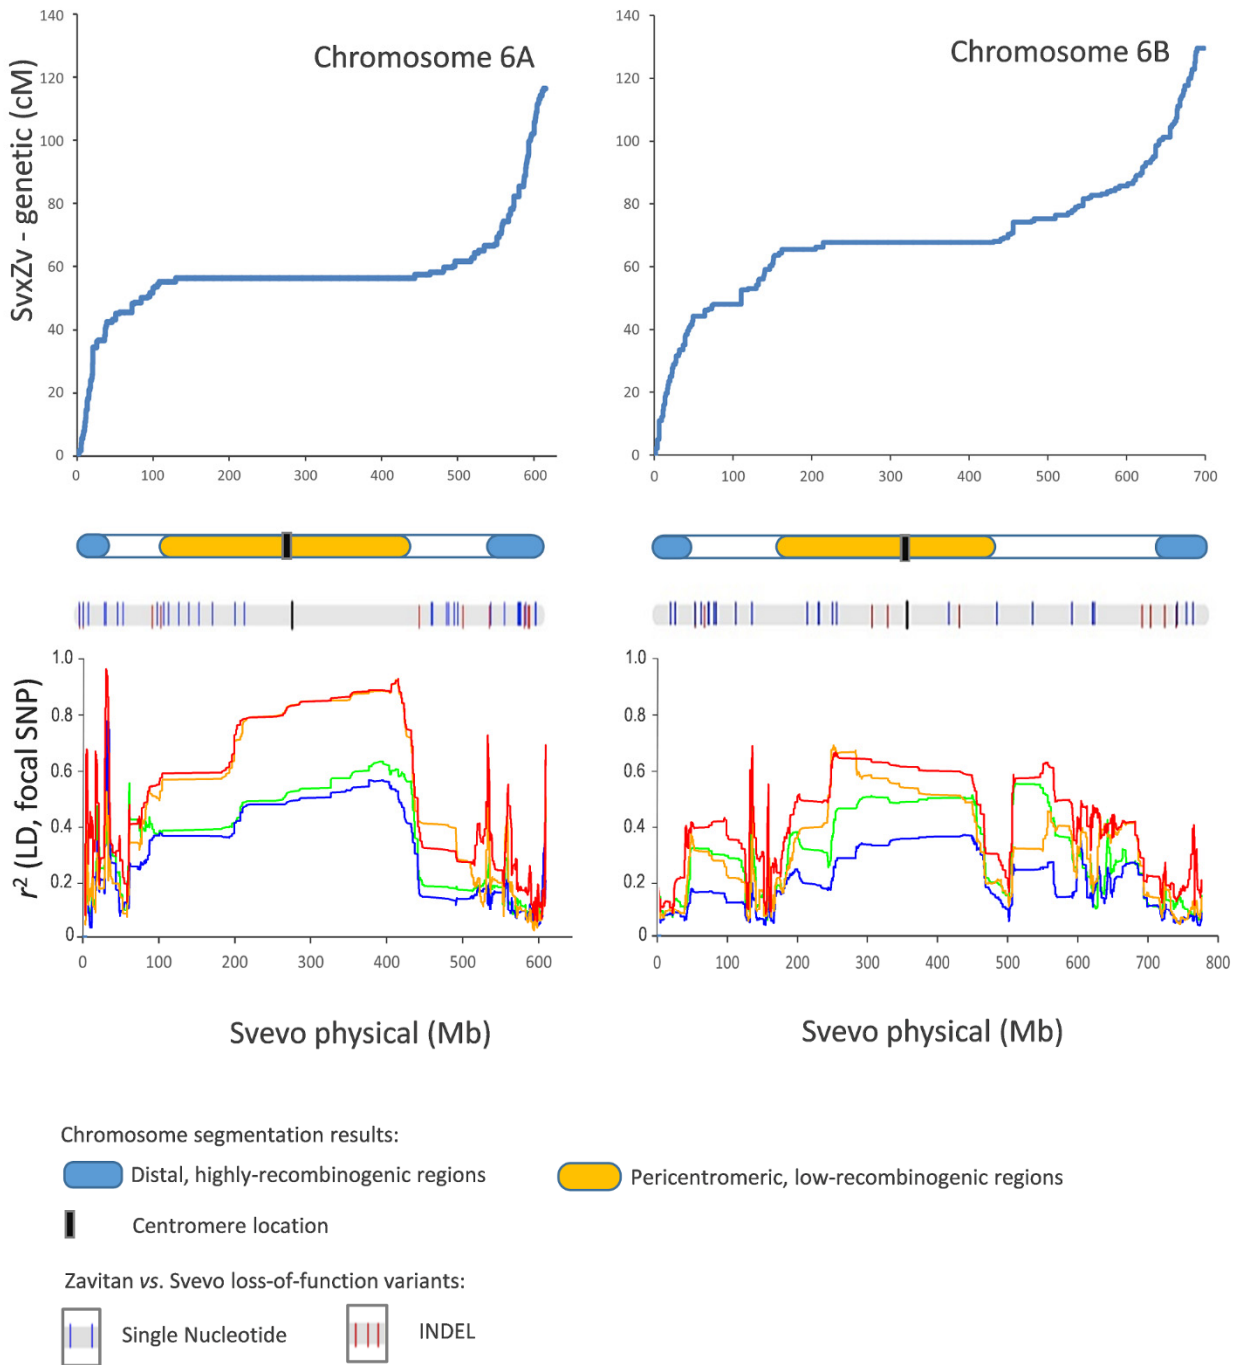 Chromosome 6A
Chromosome 6B
SvxZv - genetic (cM)
140
120
100
80
60
40
20
0
0 100 200 300 400 500 600
140
120
100
80
60
40
20
0
0 100 200 300 400 500 600 700
r² (LD, focal SNP)
1.0
0.8
0.6
0.4
0.2
0
0 100 200 300 400 500 600
1.0
0.8
0.6
0.4
0.2
0
0 100 200 300 400 500 600 700 800
Svevo physical (Mb)
Svevo physical (Mb)
Chromosome segmentation results:
Distal, highly-recombinogenic regions
Pericentromeric, low-recombinogenic regions
Centromere location
Zavitan vs. Svevo loss-of-function variants:
Single Nucleotide
INDEL